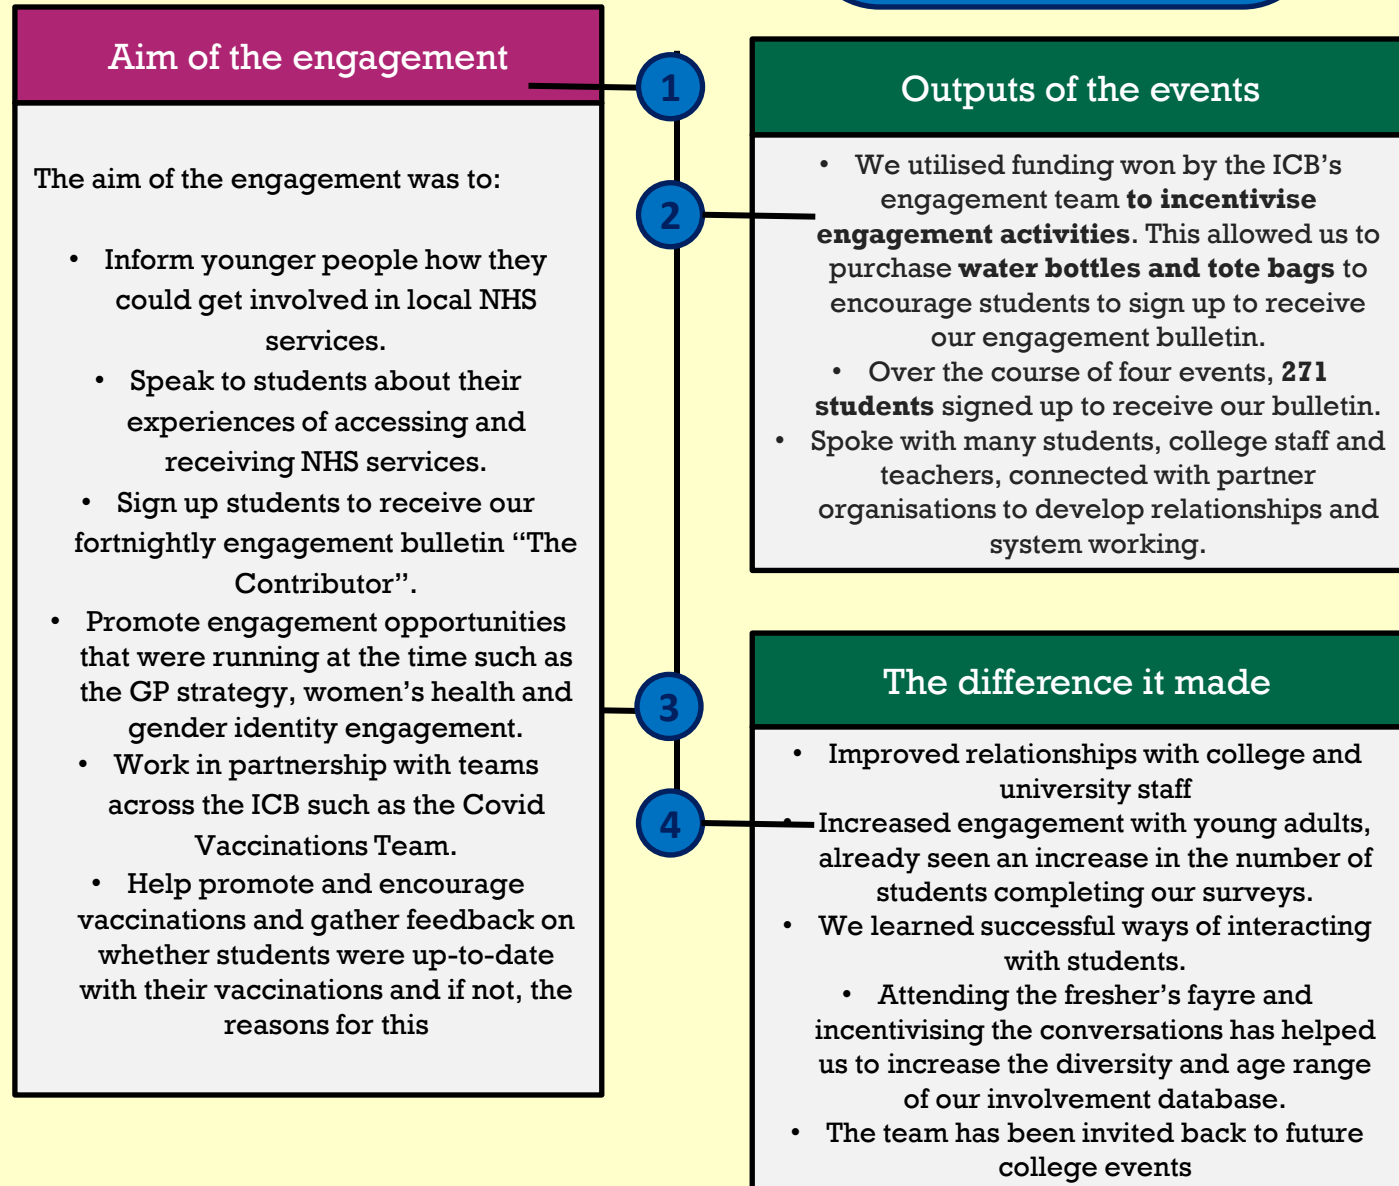 Aim of the engagement
The aim of the engagement was to:
• Inform younger people how they
could get involved in local NHS
services.
• Speak to students about their
experiences of accessing and
receiving NHS services.
• Sign up students to receive our
fortnightly engagement bulletin “The
Contributor”.
• Promote engagement opportunities
that were running at the time such as
the GP strategy, women’s health and
gender identity engagement.
• Work in partnership with teams
across the ICB such as the Covid
Vaccinations Team.
• Help promote and encourage
vaccinations and gather feedback on
whether students were up-to-date
with their vaccinations and if not, the
reasons for this
1
2
3
4
Outputs of the events
• We utilised funding won by the ICB’s
engagement team to incentivise
engagement activities. This allowed us to
purchase water bottles and tote bags to
encourage students to sign up to receive
our engagement bulletin.
• Over the course of four events, 271
students signed up to receive our bulletin.
• Spoke with many students, college staff and
teachers, connected with partner
organisations to develop relationships and
system working.
The difference it made
• Improved relationships with college and
university staff
• Increased engagement with young adults,
already seen an increase in the number of
students completing our surveys.
• We learned successful ways of interacting
with students.
• Attending the fresher’s fayre and
incentivising the conversations has helped
us to increase the diversity and age range
of our involvement database.
• The team has been invited back to future
college events